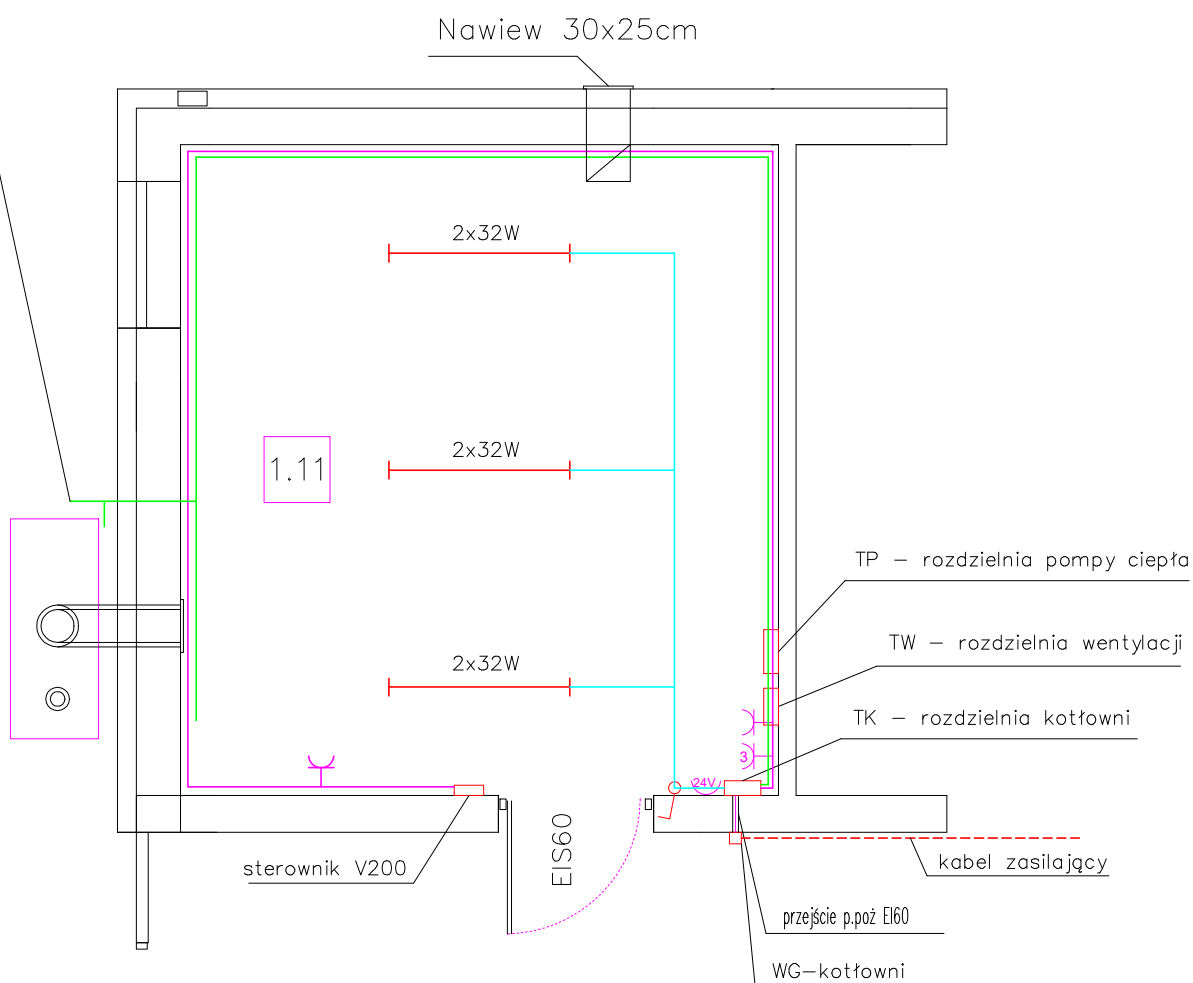 Nawiew 30x25cm
2x32W
2x32W
1.11
TP – rozdzielnia pompy ciepła
TW – rozdzielnia wentylacji
2x32W
TK – rozdzielnia kotłowni
3
24V
EIS60
sterownik V200
kabel zasilający
przejście p.poż EI60
WG–kotłowni